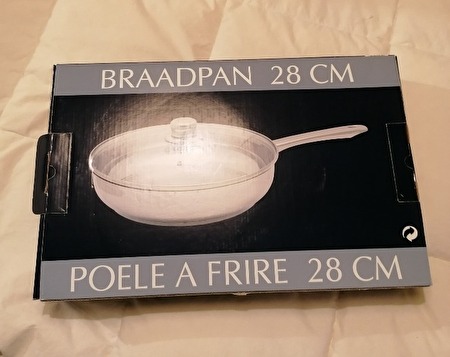 BRAADPAN 28 CM
POELE A FRIRE 28 CM